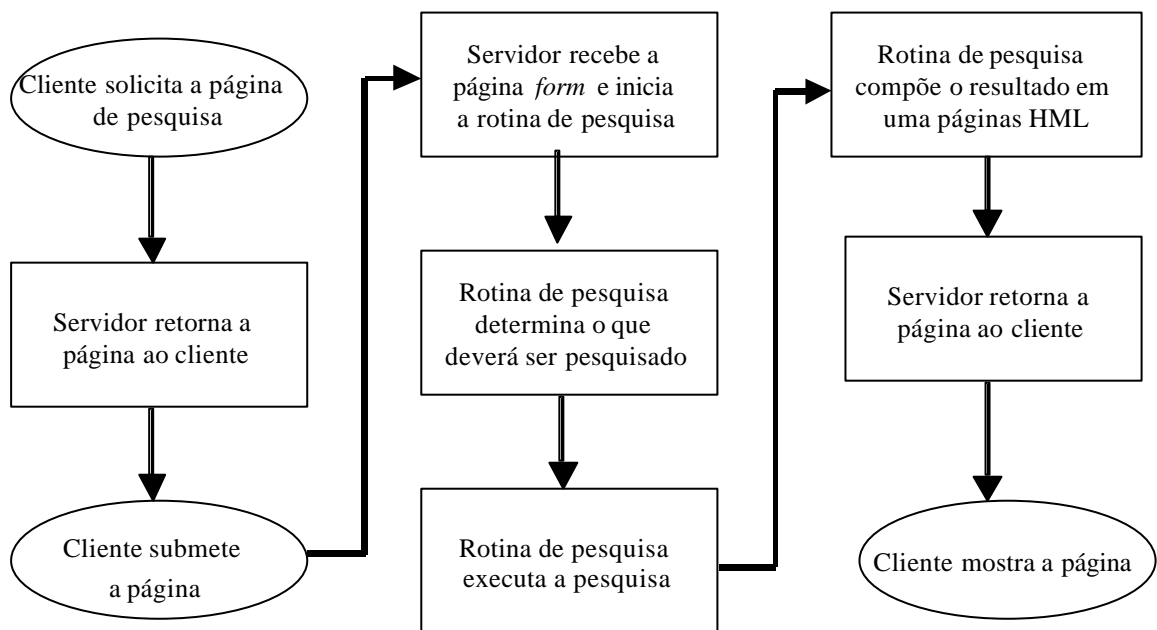 Cliente solicita a página
de pesquisa
Servidor retorna a
página ao cliente
Cliente submete
a página
Servidor recebe a
página form e inicia
a rotina de pesquisa
Rotina de pesquisa
determina o que
deverá ser pesquisado
Rotina de pesquisa
executa a pesquisa
Rotina de pesquisa
compõe o resultado em
uma páginas HML
Servidor retorna a
página ao cliente
Cliente mostra a página